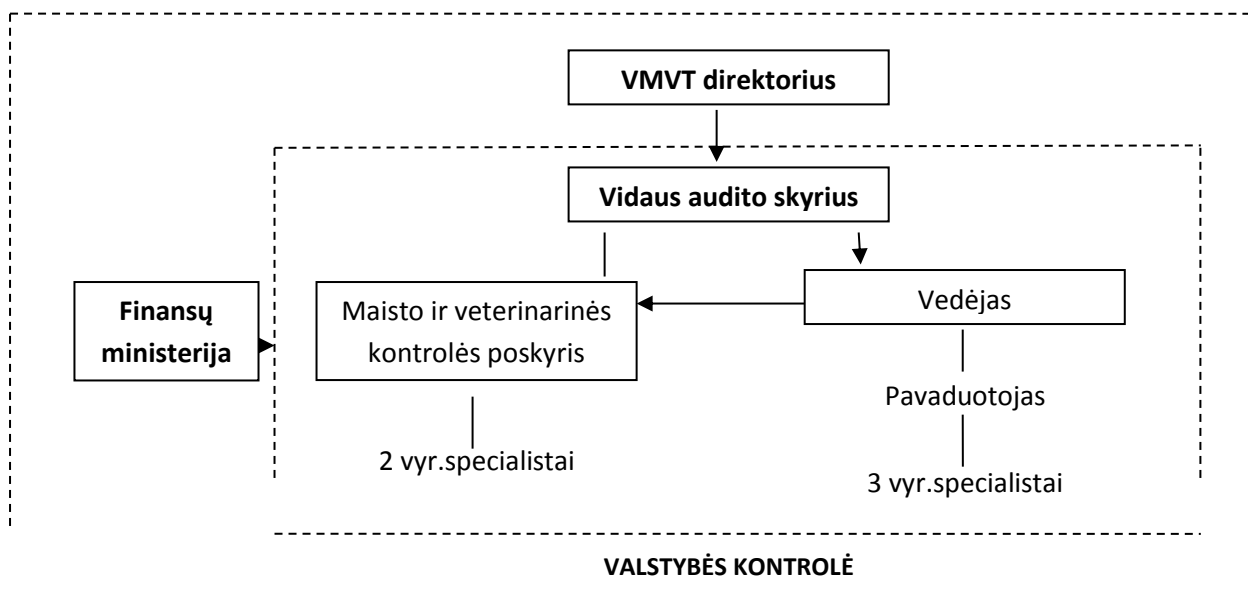 VMVT direktorius
Vidaus audito skyrius
Finansų
ministerija
Maisto ir veterinarinės
kontrolės poskyris
Vedėjas
Pavaduotojas
2 vyr.specialistai
3 vyr.specialistai
VALSTYBĖS KONTROLĖ